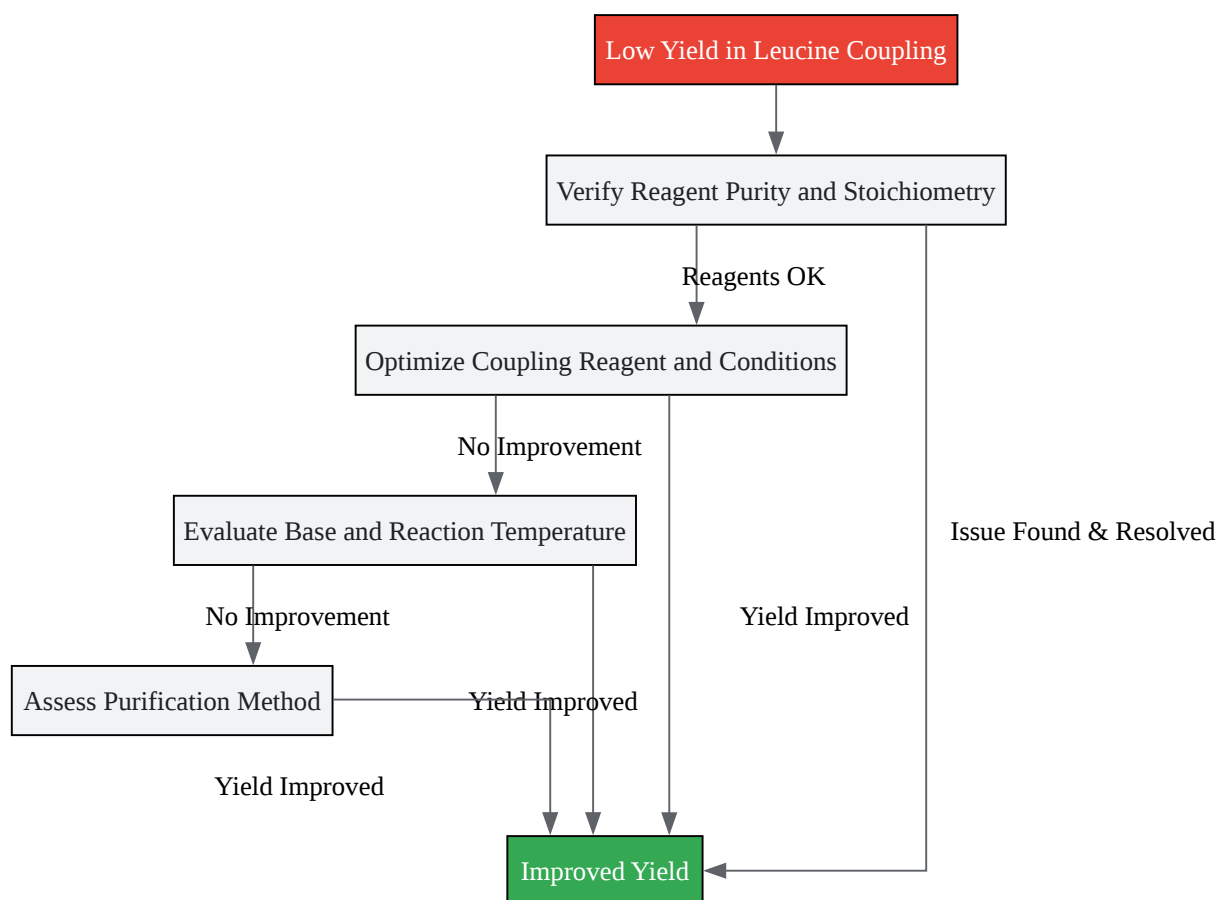 Low Yield in Leucine Coupling
Verify Reagent Purity and Stoichiometry
Reagents OK
Optimize Coupling Reagent and Conditions
No Improvement
Evaluate Base and Reaction Temperature
Issue Found & Resolved
No Improvement
Yield Improved
Assess Purification Method
Yield Improved
Yield Improved
Improved Yield